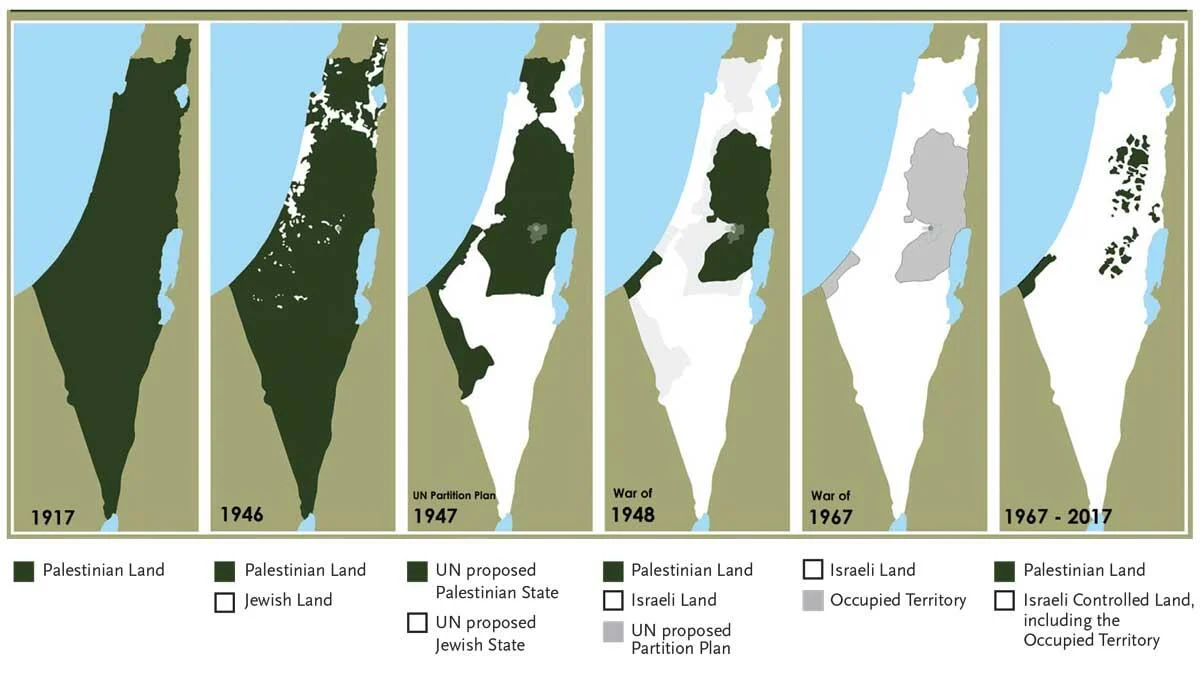 1917
1946
UN Partition Plan
1947
War of
1948
War of
1967
1967 - 2017
Palestinian Land
Palestinian Land
Jewish Land
UN proposed
Palestinian State
UN proposed
Jewish State
Palestinian Land
Israeli Land
UN proposed
Partition Plan
Israeli Land
Occupied Territory
Palestinian Land
Israeli Controlled Land,
including the
Occupied Territory